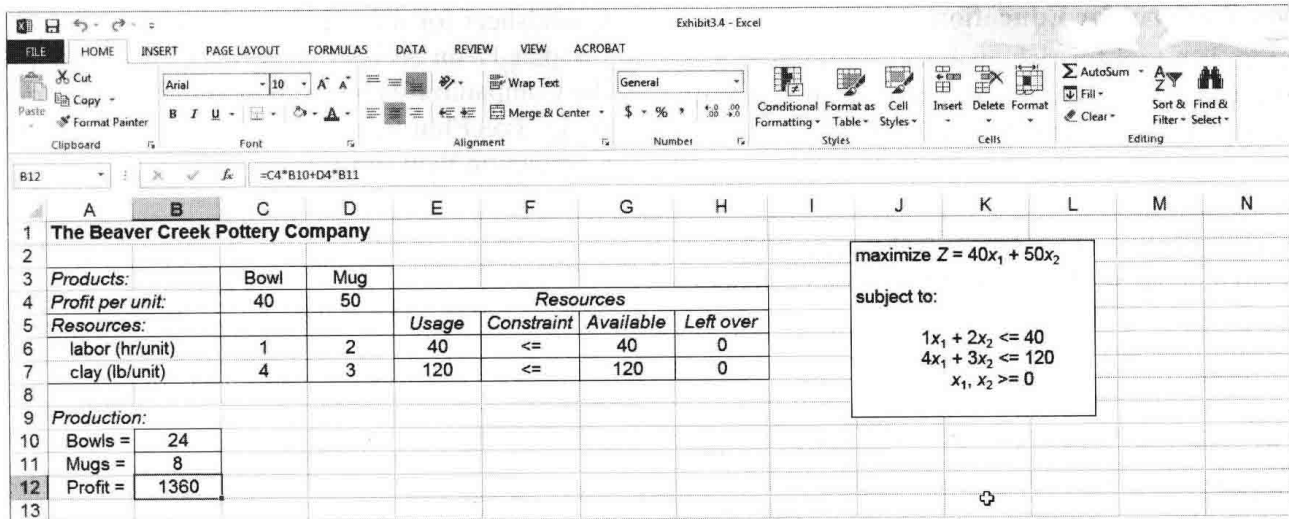 Exhibit3.4 - Excel
FILE HOME INSERT PAGE LAYOUT FORMULAS DATA REVIEW VIEW ACROBAT
Paste
Cut
Copy
Format Painter
Clipboard
Arial 10 A A
B I U A
Font
Wrap Text
Merge & Center
Alignment
General
$ % , .0 .00 .00 .0
Number
Conditional Formatting
Format as Table
Cell Styles
Styles
Insert Delete Format
Cells
AutoSum
Fill
Clear
Sort & Filter
Find & Select
Editing
B12 fx =C4*B10+D4*B11
A B C D E F G H I J K L M N
1 The Beaver Creek Pottery Company
2
3 Products: Bowl Mug
4 Profit per unit: 40 50 Resources
5 Resources: Usage Constraint Available Left over
6 labor (hr/unit) 1 2 40 <= 40 0
7 clay (lb/unit) 4 3 120 <= 120 0
8
9 Production:
10 Bowls = 24
11 Mugs = 8
12 Profit = 1360
13
maximize Z = 40x₁ + 50x₂
subject to:
1x₁ + 2x₂ <= 40
4x₁ + 3x₂ <= 120
x₁, x₂ >= 0